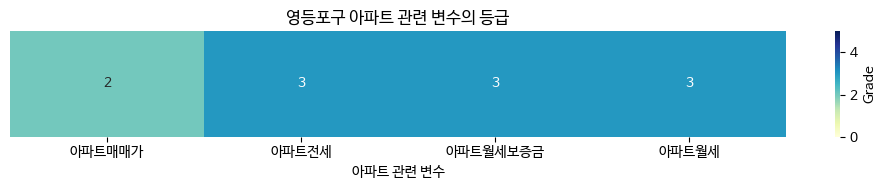 영등포구 아파트 관련 변수의 등급
2 3 3 3
아파트매매가 아파트전세 아파트월세보증금 아파트월세
아파트 관련 변수
4
2
0
Grade